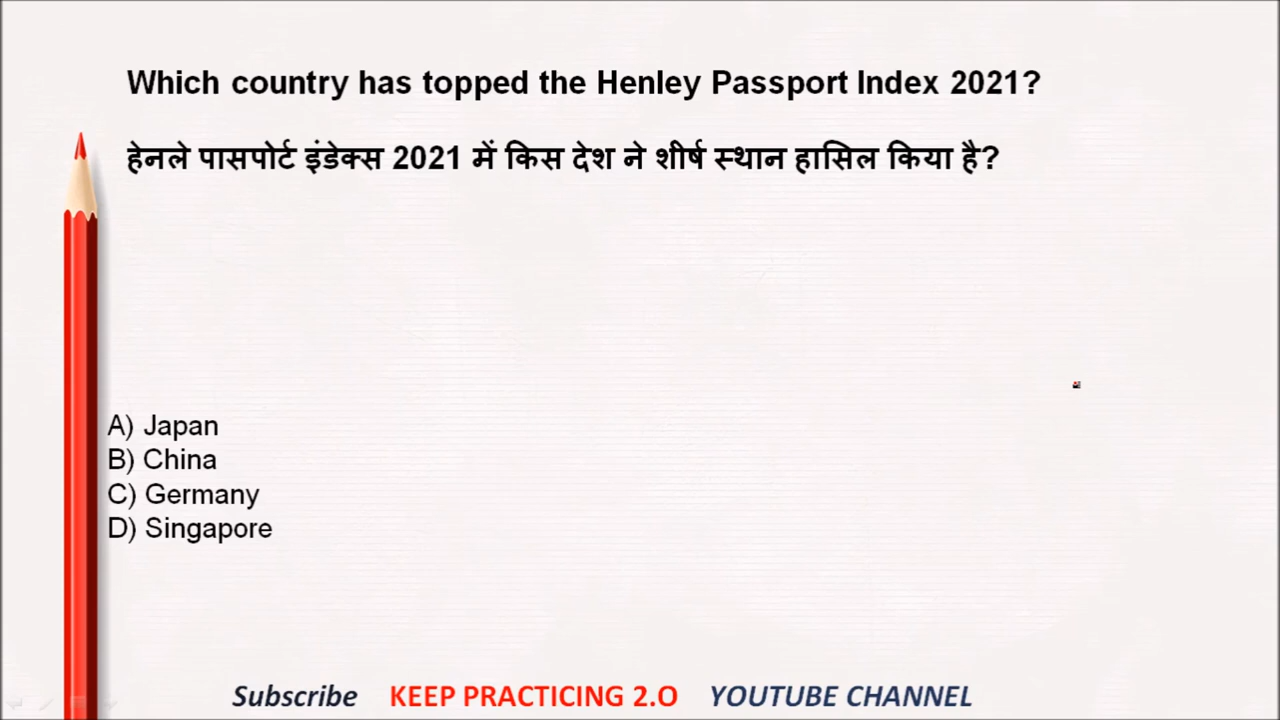 Which country has topped the Henley Passport Index 2021?
हेनले पासपोर्ट इंडेक्स 2021 में किस देश ने शीर्ष स्थान हासिल किया है?
A) Japan
B) China
C) Germany
D) Singapore
Subscribe KEEP PRACTICING 2.O YOUTUBE CHANNEL